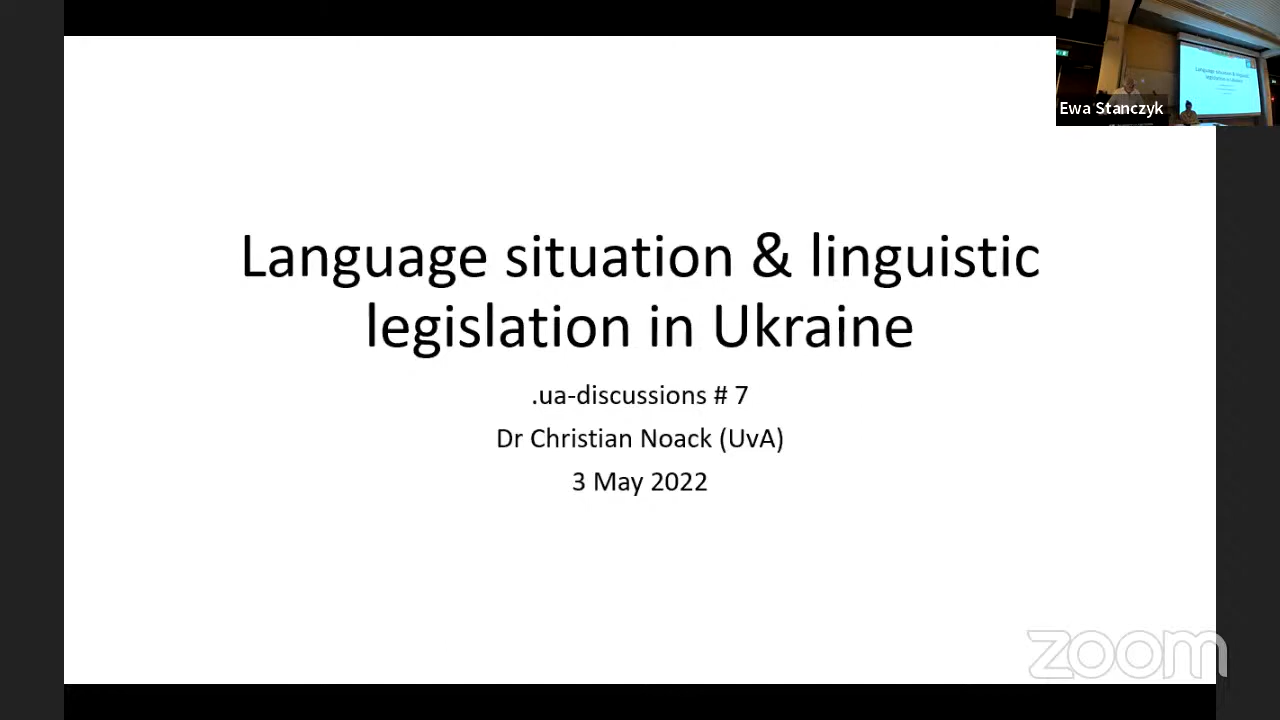 Ewa Stanczyk
Language situation & linguistic
legislation in Ukraine
.ua-discussions # 7
Dr Christian Noack (UvA)
3 May 2022
zoom